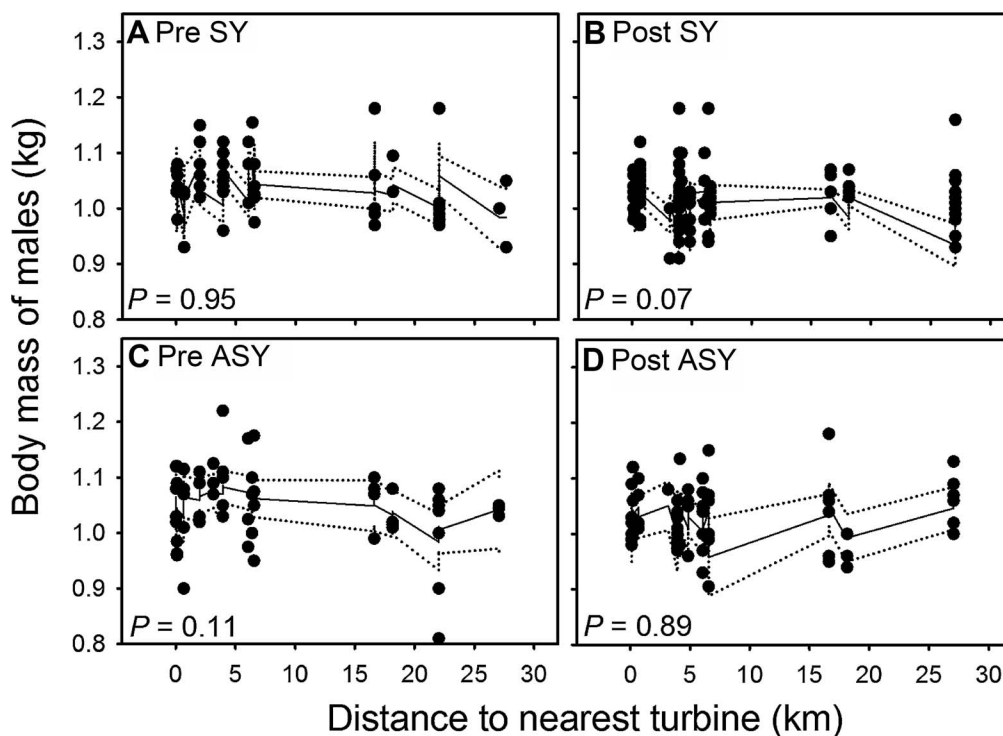 A Pre SY
B Post SY
1.3
1.2
1.1
1.0
0.9
0.8
P = 0.95
P = 0.07
C Pre ASY
D Post ASY
1.3
1.2
1.1
1.0
0.9
0.8
P = 0.11
P = 0.89
0 5 10 15 20 25 30
0 5 10 15 20 25 30
Body mass of males (kg)
Distance to nearest turbine (km)